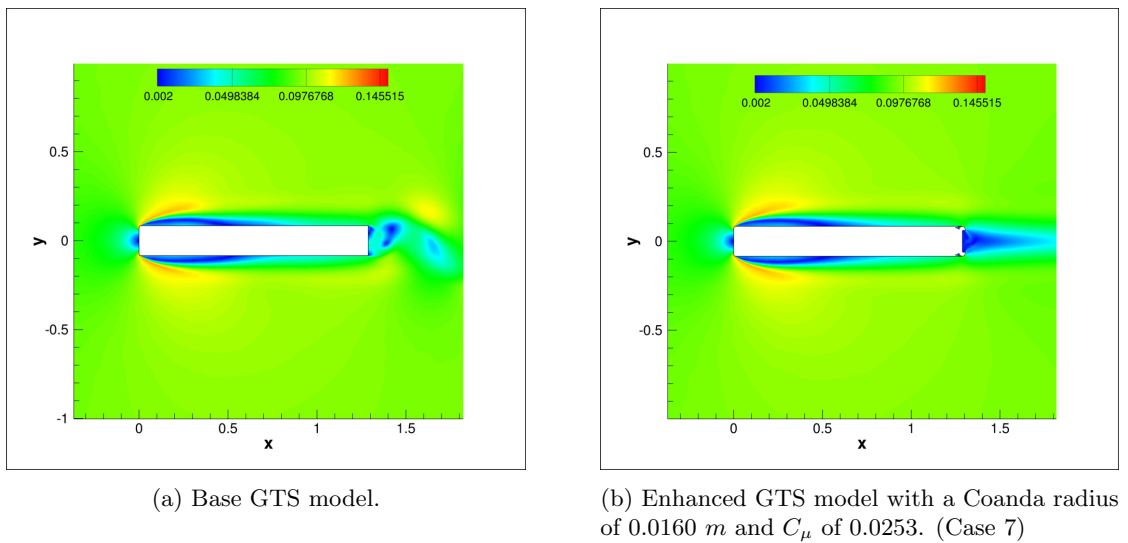 0.002 0.0498384 0.0976768 0.145515
0.5
y
0
-0.5
-1
0 0.5 1 1.5
x
(a) Base GTS model.
0.002 0.0498384 0.0976768 0.145515
0.5
y
0
-0.5
0 0.5 1 1.5
x
(b) Enhanced GTS model with a Coanda radius
of 0.0160 m and Cμ of 0.0253. (Case 7)